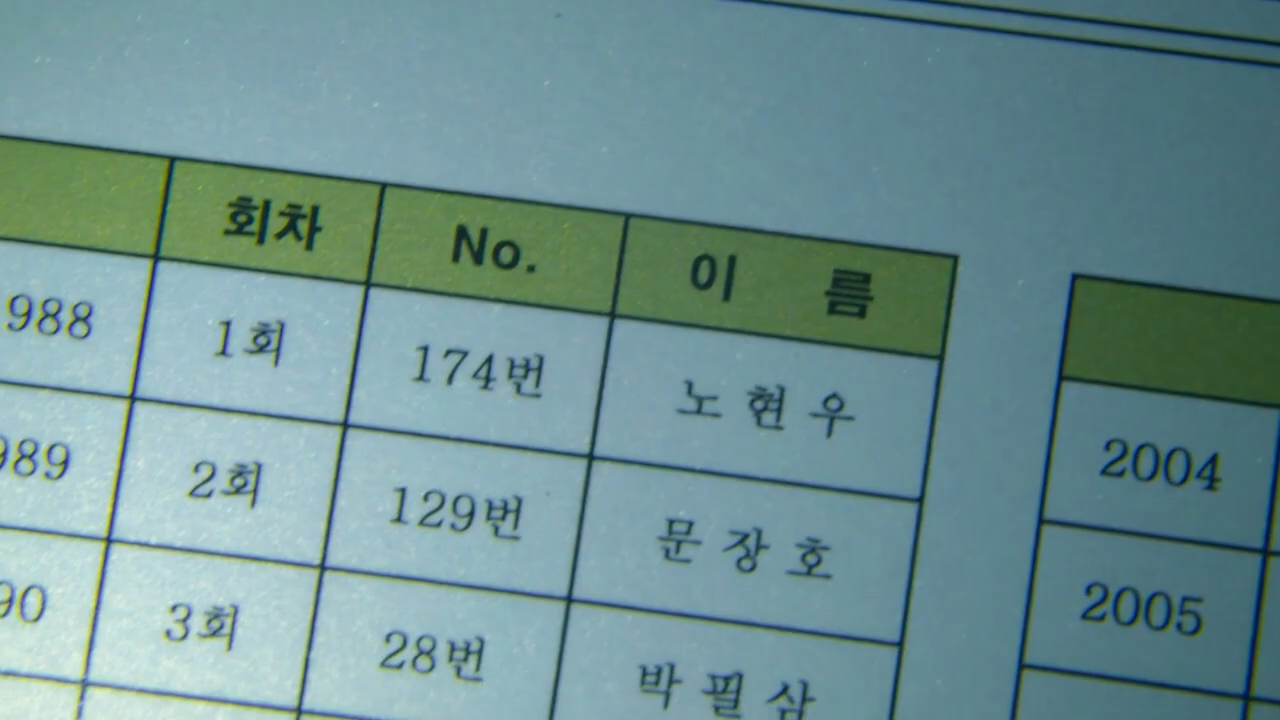 회차 No. 이 름
988 1회 174번 노 현 우
989 2회 129번 문 장 호
90 3회 28번 박 필 삼
2004
2005